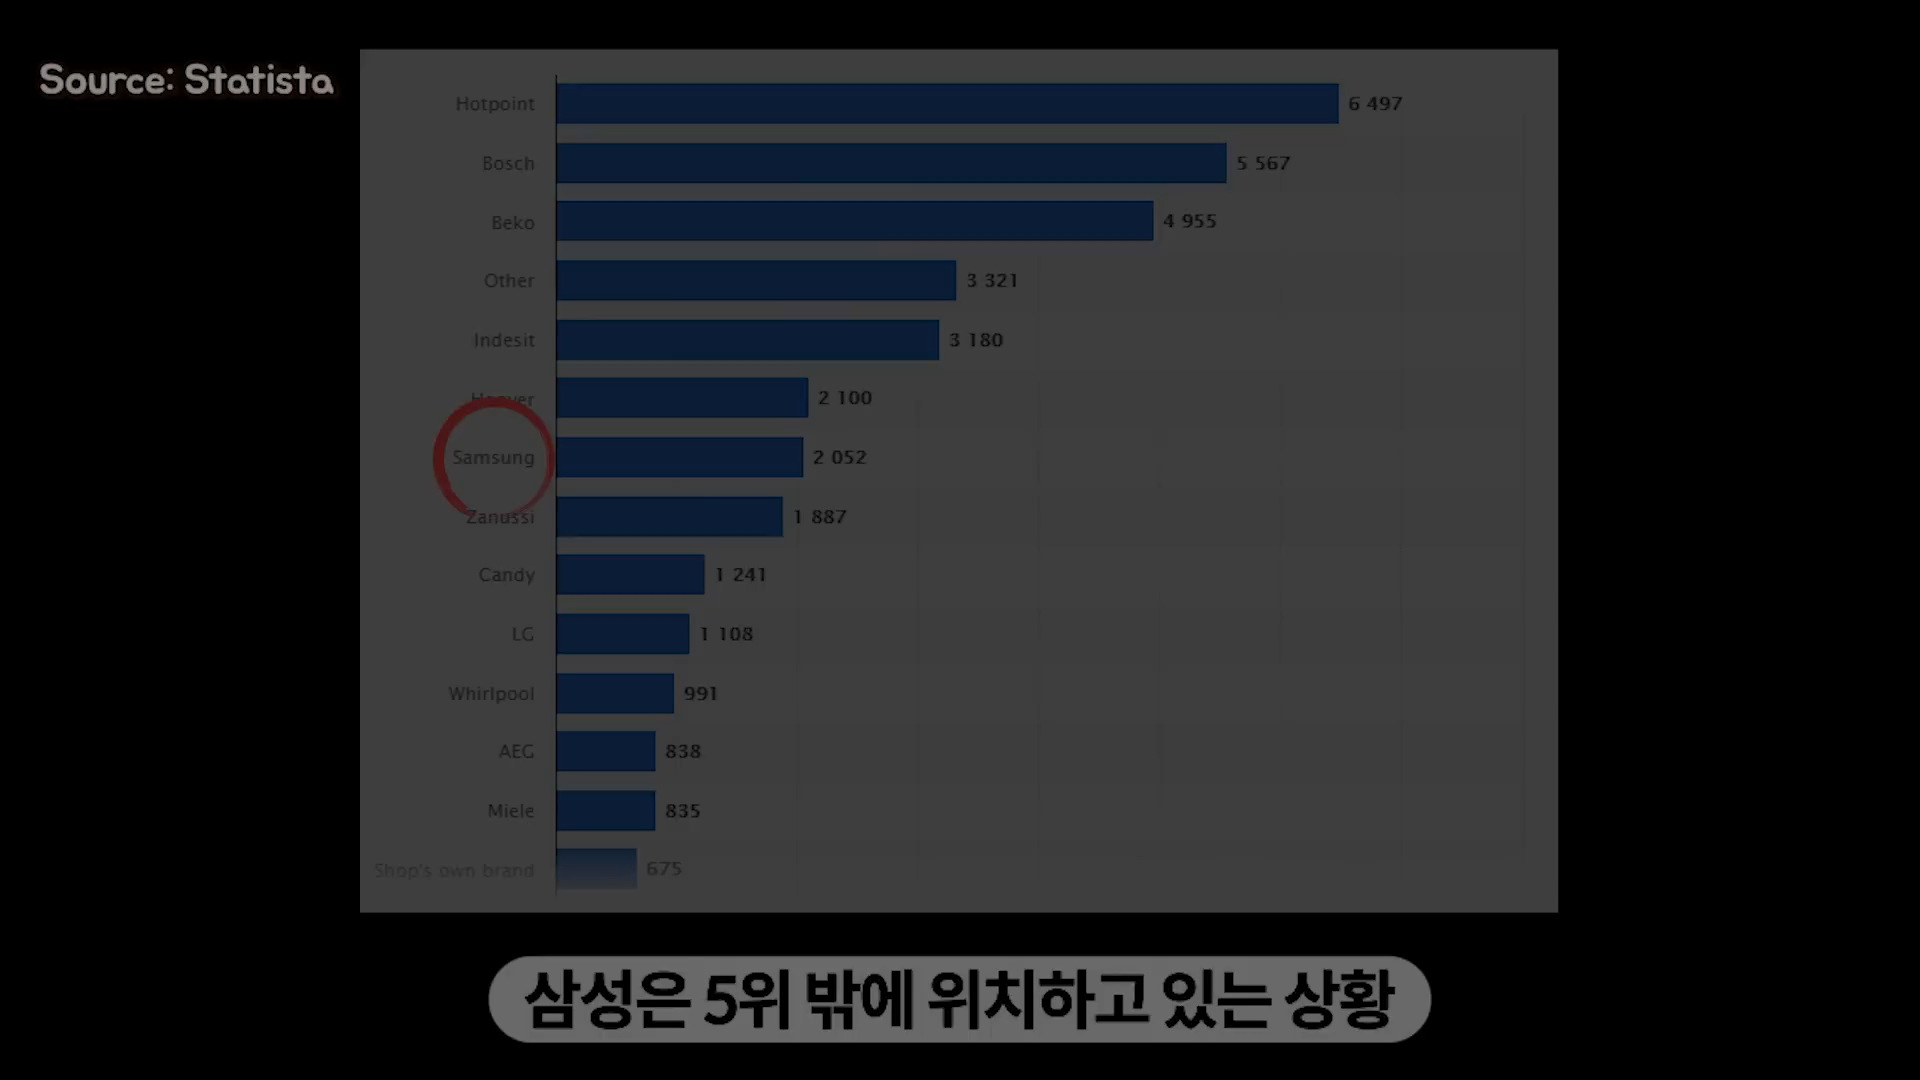 Source: Statista
Hotpoint 6 497
Bosch 5 567
Beko 4 955
Other 3 321
Indesit 3 180
Hoover 2 100
Samsung 2 052
Zanussi 1 887
Candy 1 241
LG 1 108
Whirlpool 991
AEG 838
Miele 835
Shop's own brand 675
삼성은 5위 밖에 위치하고 있는 상황